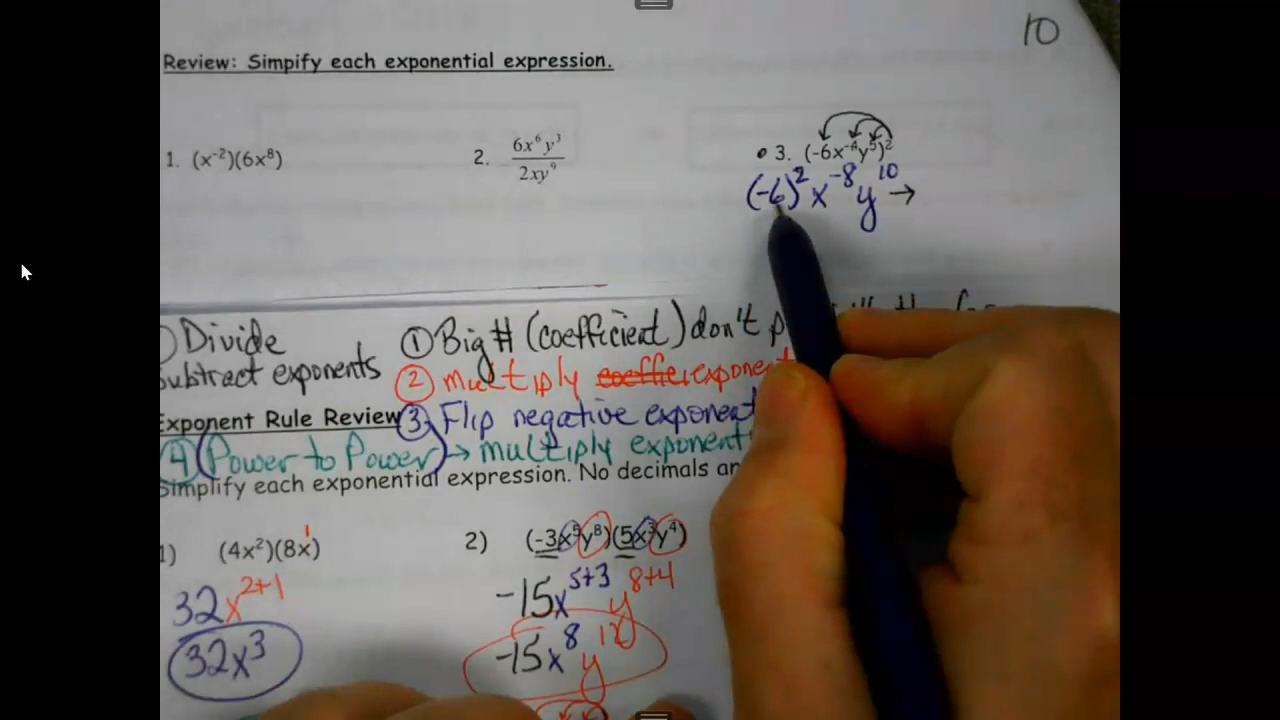 10
Review: Simpify each exponential expression.
1. (x⁻²)(6x⁸)
2. 6x⁶y³
2xy⁹
• 3. (-6x⁻⁴y⁵)²
(-6)² x⁻⁸ y¹⁰ →
) Divide
subtract exponents
① Big # (coefficient) don't
② multiply exponent
Exponent Rule Review
③ Flip negative exponent
④ (Power to Power) → multiply exponent
Simplify each exponential expression. No decimals
1) (4x²)(8x¹)
32x²⁺¹
32x³
2) (-3x⁵y⁸)(5x³y⁴)
-15x⁵⁺³ y⁸⁺⁴
-15x⁸ y¹²